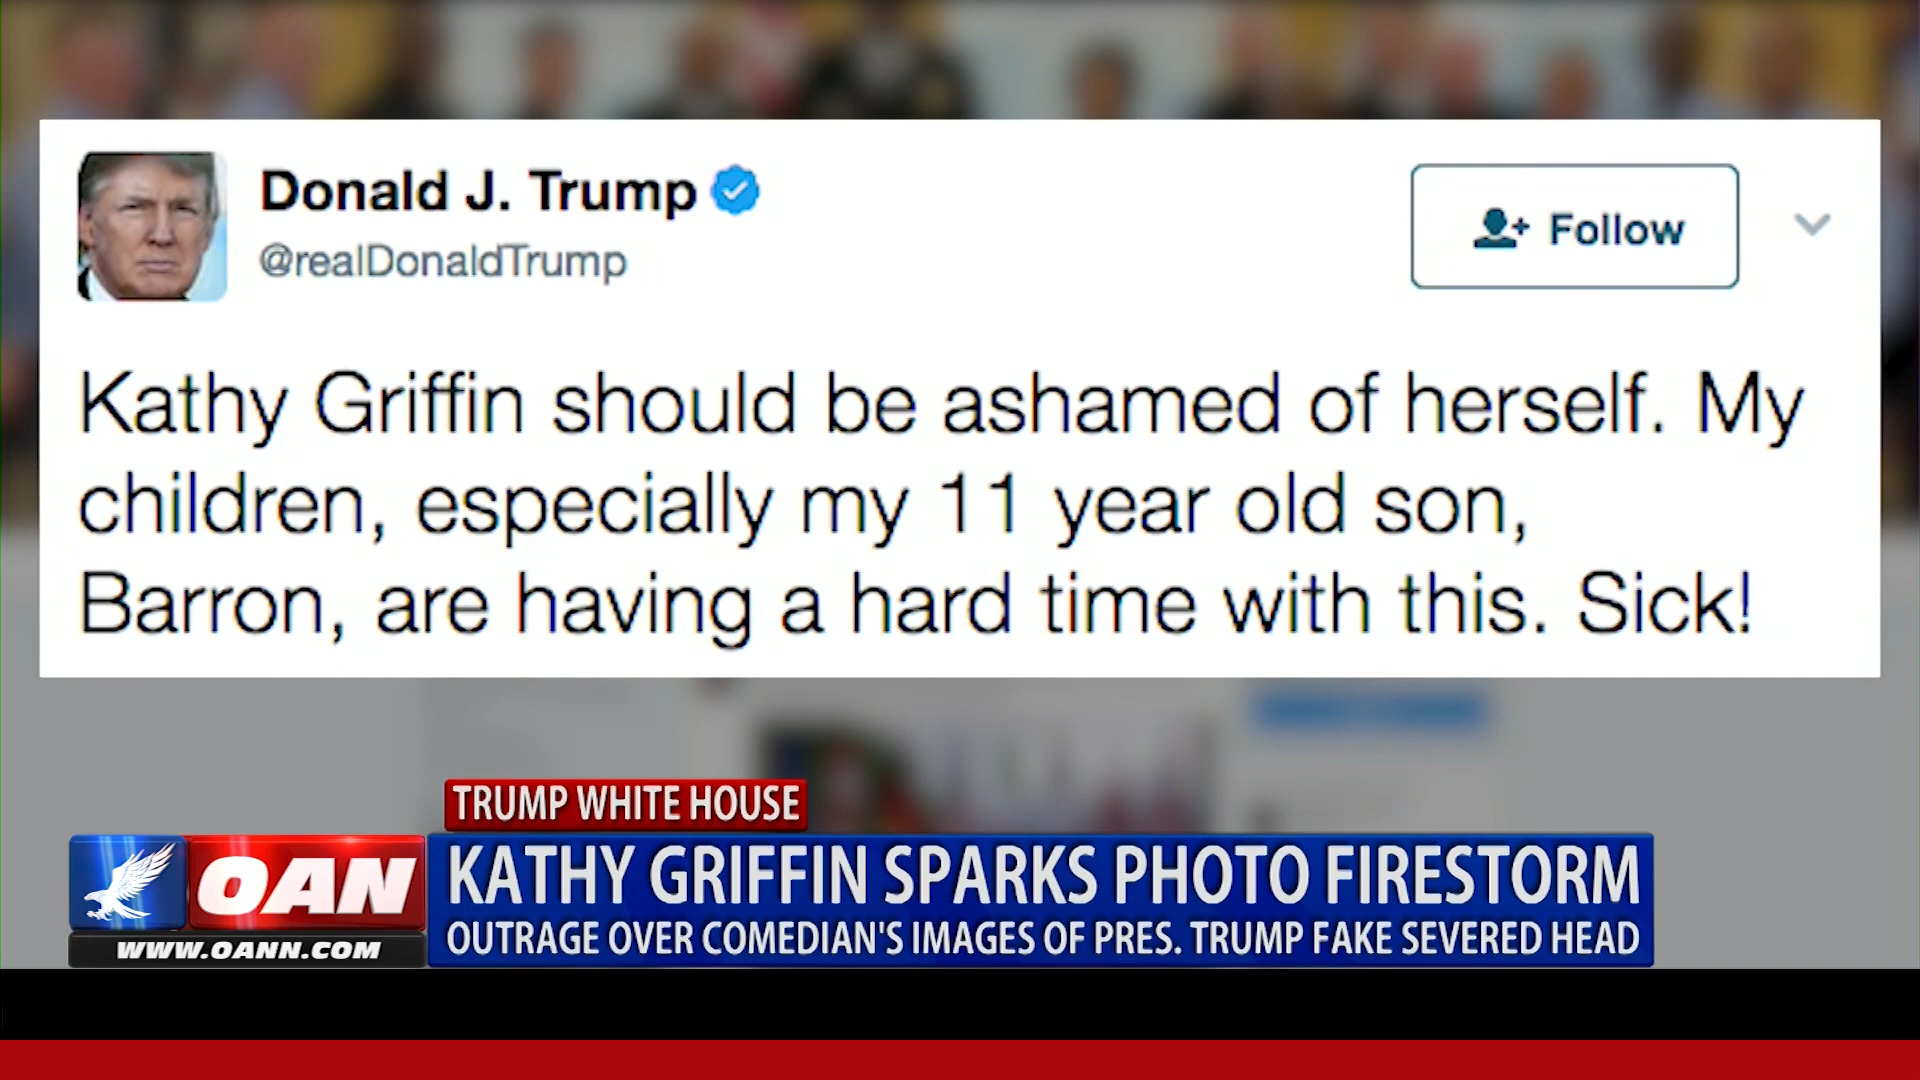 Donald J. Trump
@realDonaldTrump
Follow
Kathy Griffin should be ashamed of herself. My
children, especially my 11 year old son,
Barron, are having a hard time with this. Sick!
TRUMP WHITE HOUSE
OAN
WWW.OANN.COM
KATHY GRIFFIN SPARKS PHOTO FIRESTORM
OUTRAGE OVER COMEDIAN'S IMAGES OF PRES. TRUMP FAKE SEVERED HEAD